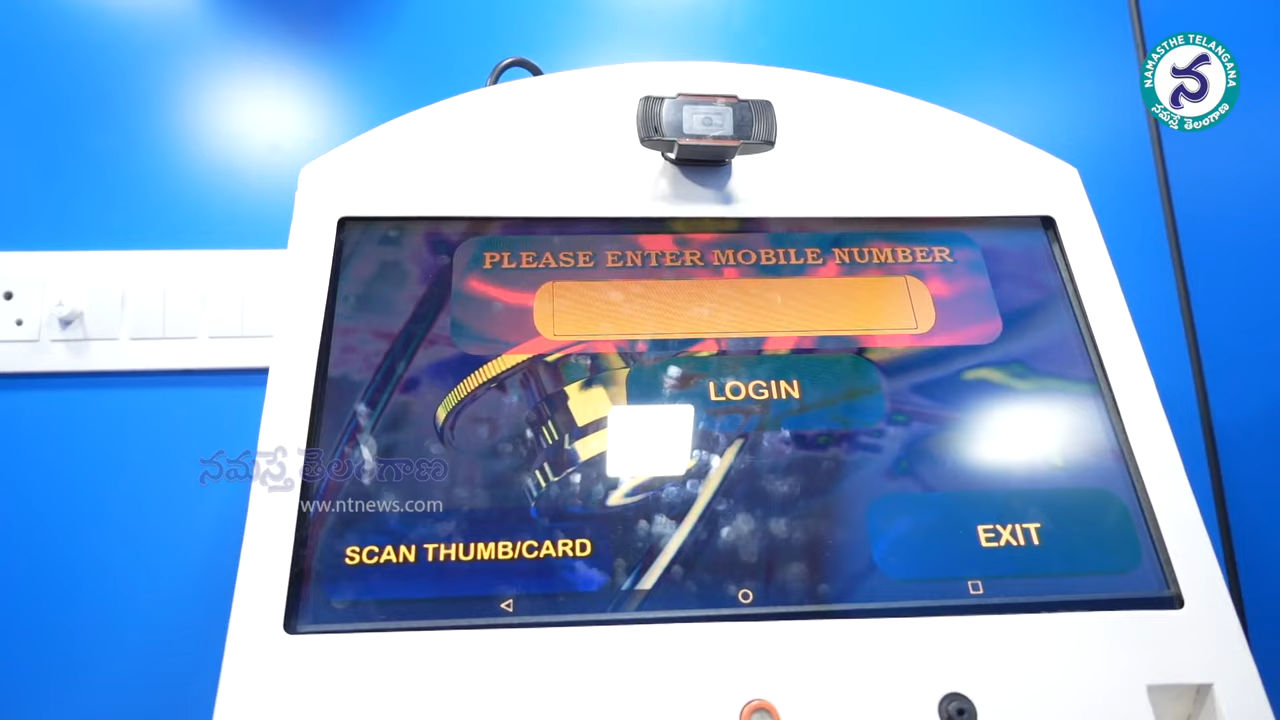 NAMASTHE TELANGANA
న
నమస్తే తెలంగాణ
PLEASE ENTER MOBILE NUMBER
LOGIN
నమస్తే తెలంగాణ
www.ntnews.com
EXIT
SCAN THUMB/CARD